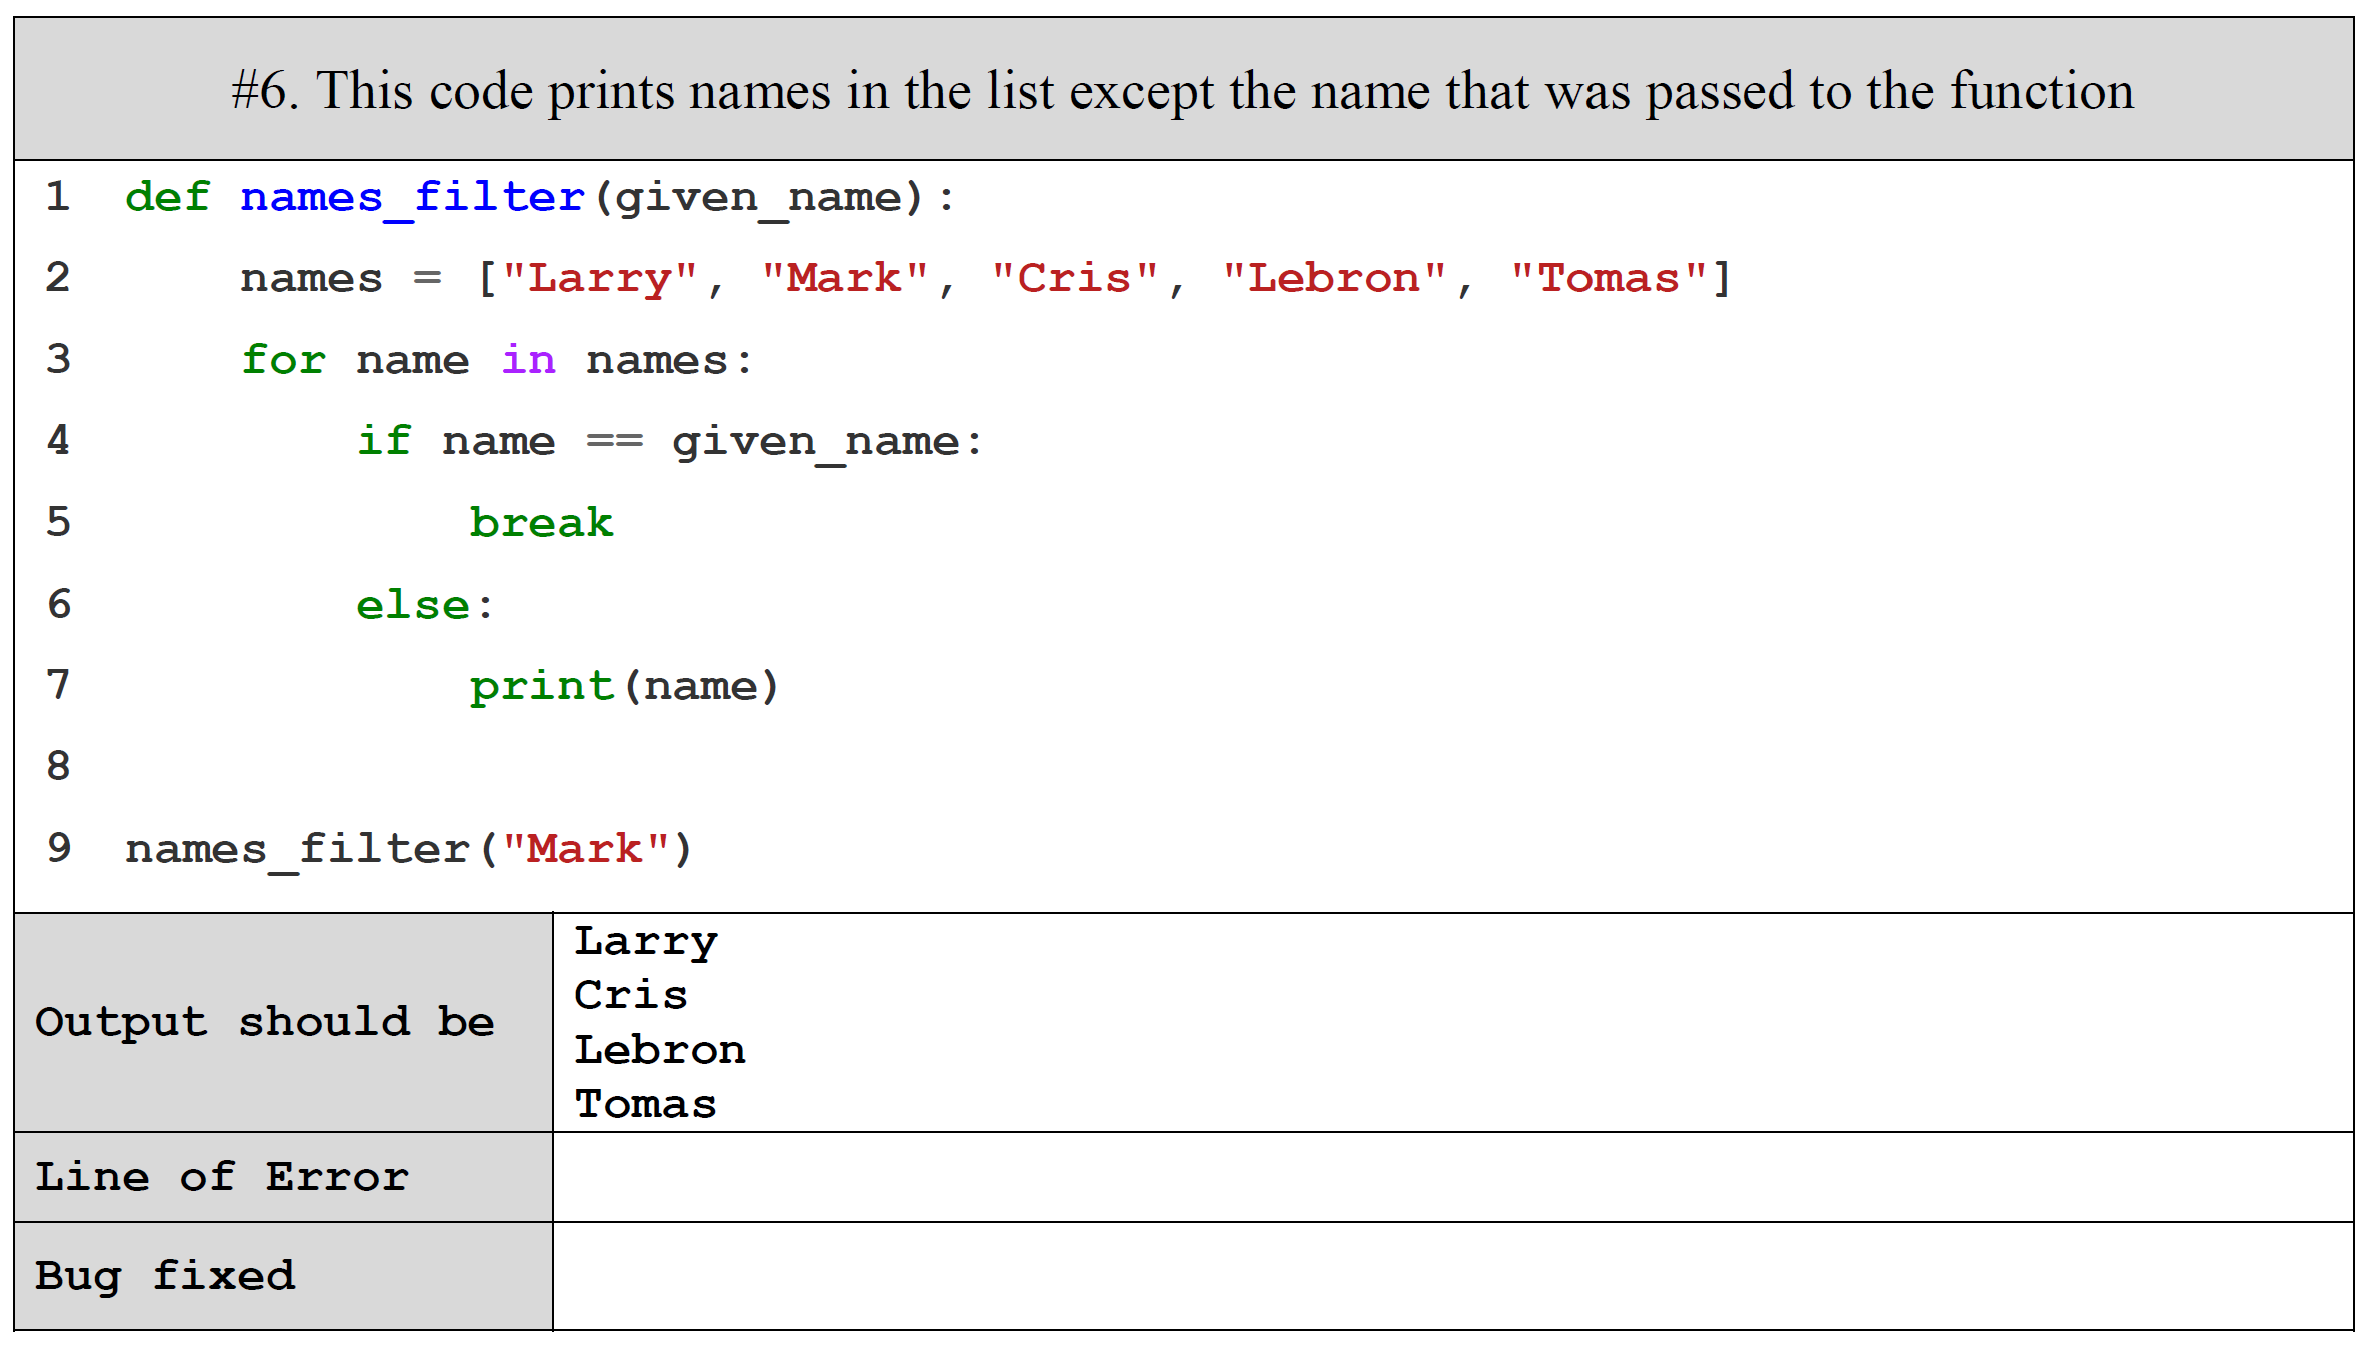 #6. This code prints names in the list except the name that was passed to the function
1 def names_filter(given_name):
2     names = ["Larry", "Mark", "Cris", "Lebron", "Tomas"]
3     for name in names:
4         if name == given_name:
5             break
6         else:
7             print(name)
8
9 names_filter("Mark")
Output should be
Larry
Cris
Lebron
Tomas
Line of Error
Bug fixed